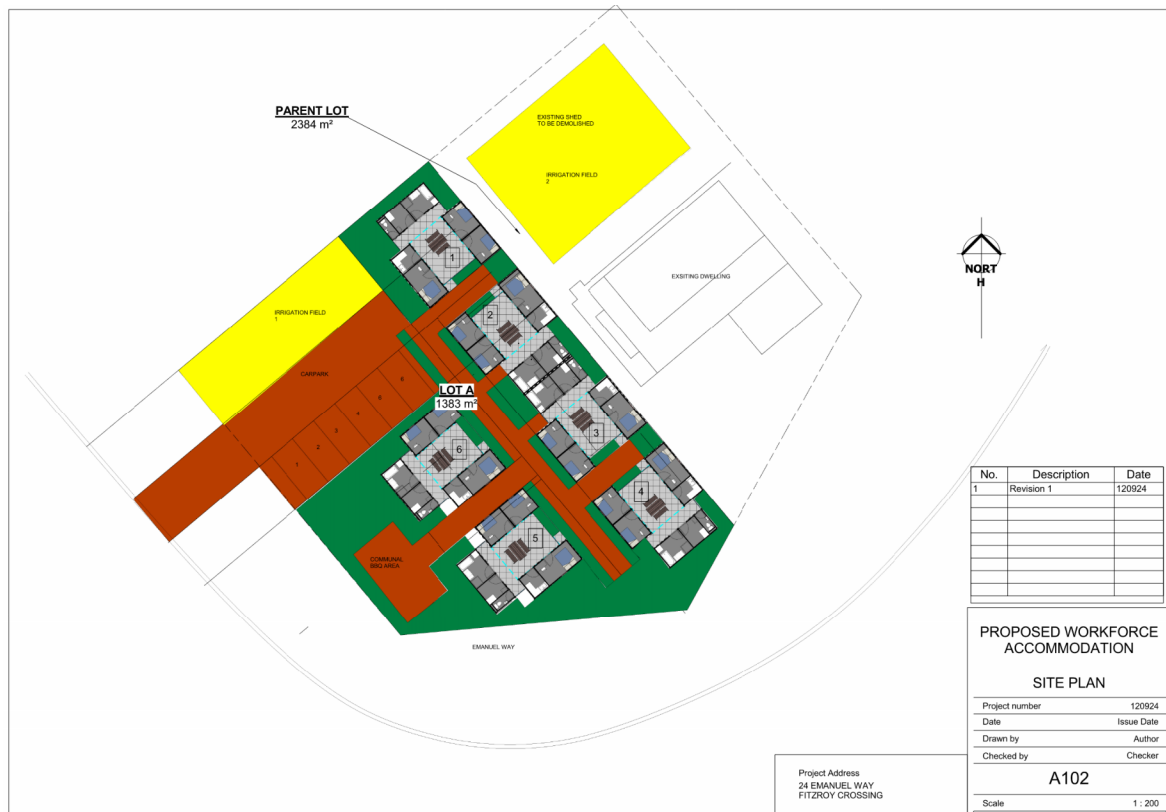 PARENT LOT
2384 m²
EXISTING SHED
TO BE DEMOLISHED
IRRIGATION FIELD
2
EXSITING DWELLING
NORT
H
1
2
3
4
5
6
IRRIGATION FIELD
1
CARPARK
1
2
3
4
5
6
LOT A
1383 m²
COMMUNAL
BBQ AREA
EMANUEL WAY
No. Description Date
1 Revision 1 120924
PROPOSED WORKFORCE
ACCOMMODATION
SITE PLAN
Project number 120924
Date Issue Date
Drawn by Author
Checked by Checker
A102
Scale 1 : 200
Project Address
24 EMANUEL WAY
FITZROY CROSSING